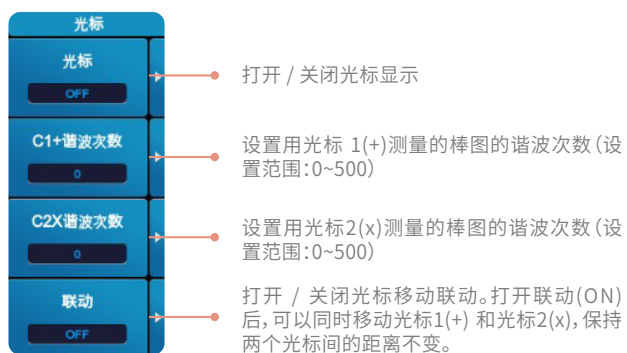 光标
光标
OFF
打开 / 关闭光标显示
C1+谐波次数
0
设置用光标 1(+)测量的棒图的谐波次数(设
置范围:0~500)
C2X谐波次数
0
设置用光标2(x)测量的棒图的谐波次数(设
置范围:0~500)
联动
OFF
打开 / 关闭光标移动联动。打开联动(ON)
后,可以同时移动光标1(+) 和光标2(x),保持
两个光标间的距离不变。